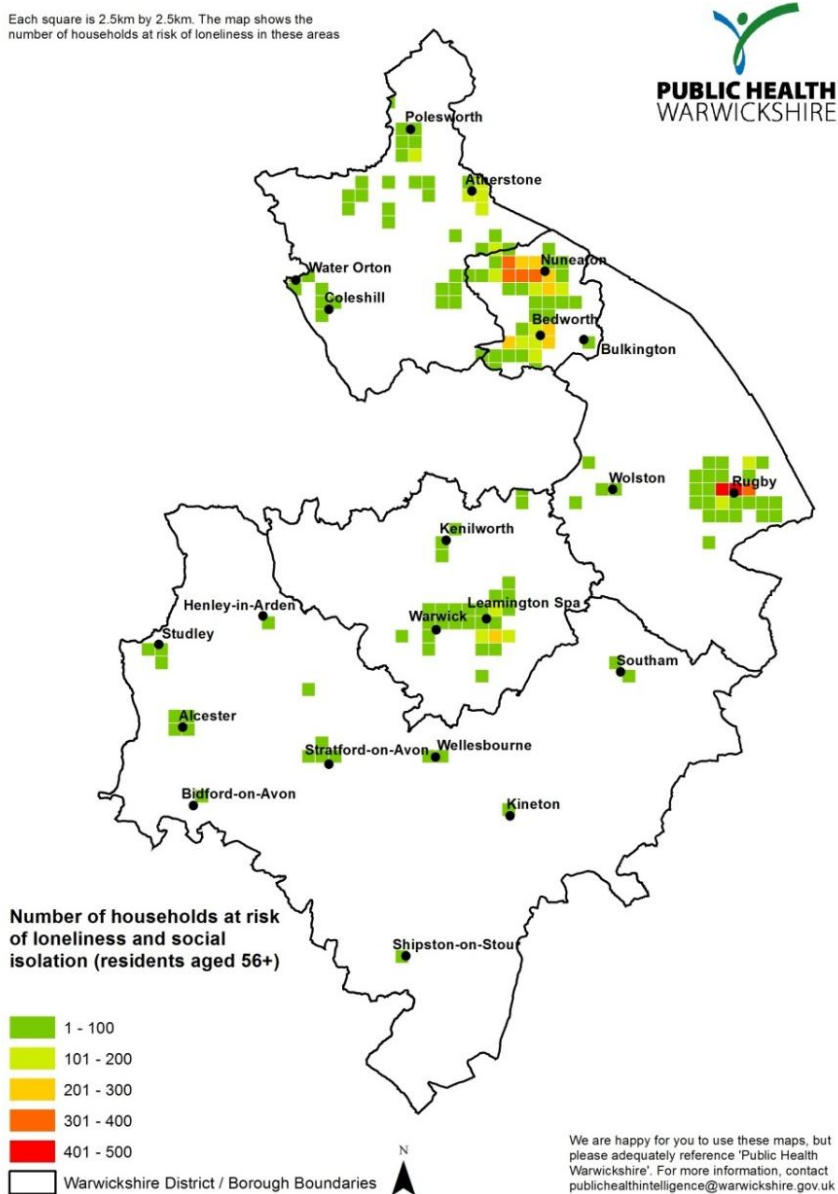 Each square is 2.5km by 2.5km. The map shows the
number of households at risk of loneliness in these areas
PUBLIC HEALTH
WARWICKSHIRE
Polesworth
Atherstone
Water Orton
Nuneaton
Coleshill
Bedworth
Bulkington
Wolston
Rugby
Kenilworth
Henley-in-Arden
Leamington Spa
Warwick
Studley
Southam
Alcester
Stratford-on-Avon
Wellesbourne
Bidford-on-Avon
Kineton
Shipston-on-Stour
Number of households at risk
of loneliness and social
isolation (residents aged 56+)
1 - 100
101 - 200
201 - 300
301 - 400
401 - 500
Warwickshire District / Borough Boundaries
N
We are happy for you to use these maps, but
please adequately reference 'Public Health
Warwickshire'. For more information, contact
publichealthintelligence@warwickshire.gov.uk